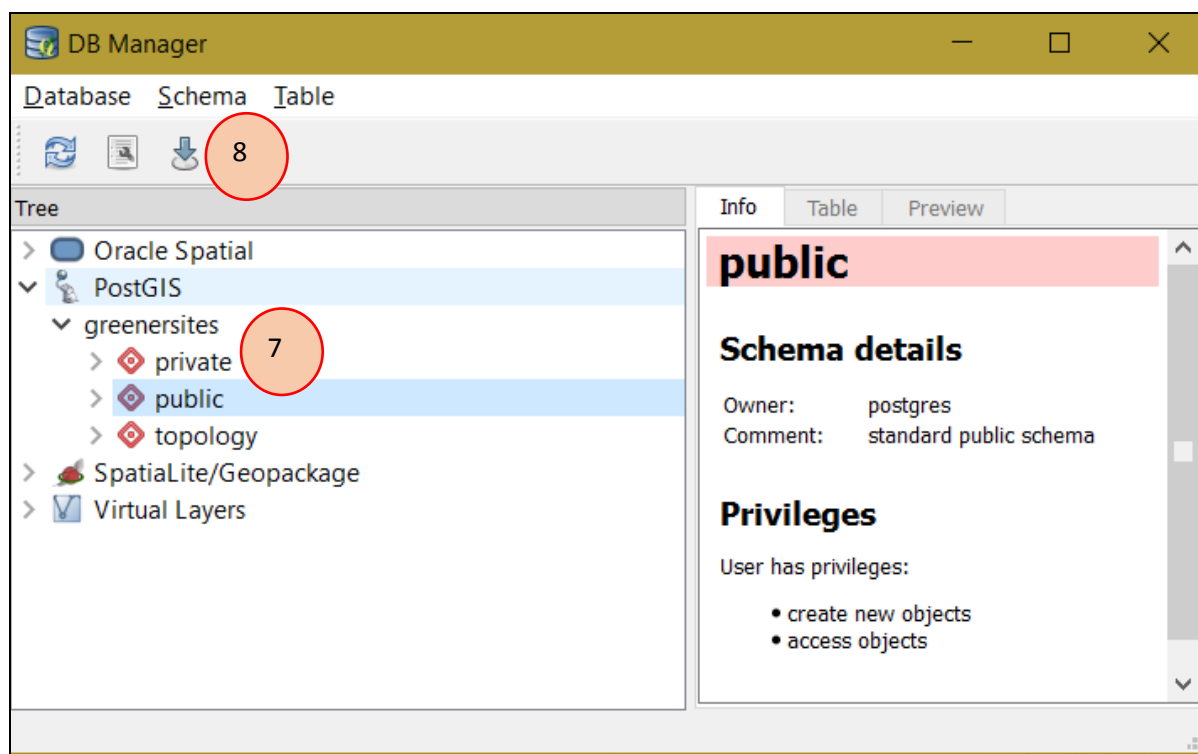 DB Manager
Database Schema Table
8
Tree
Oracle Spatial
PostGIS
greenersites
7
private
public
topology
SpatiaLite/Geopackage
Virtual Layers
Info Table Preview
public
Schema details
Owner: postgres
Comment: standard public schema
Privileges
User has privileges:
• create new objects
• access objects